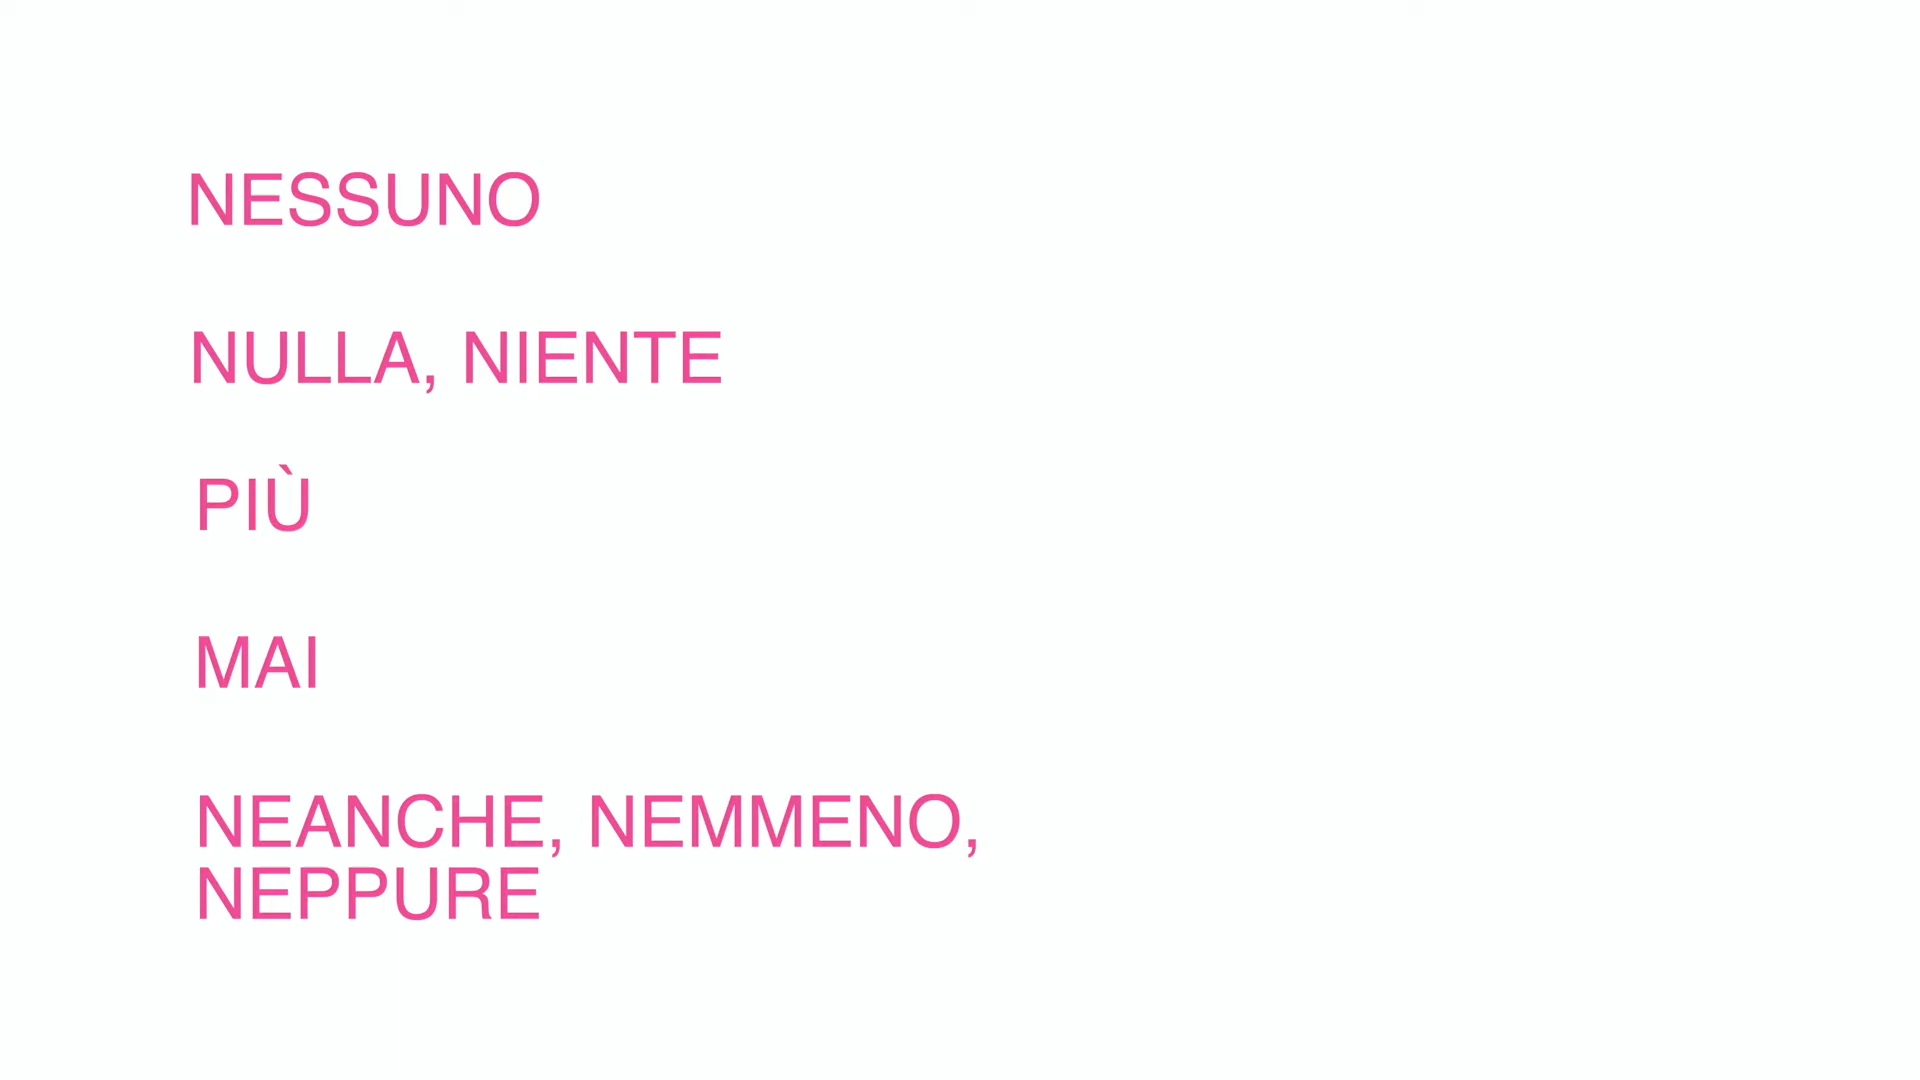 NESSUNO
NULLA, NIENTE
PIÙ
MAI
NEANCHE, NEMMENO,
NEPPURE